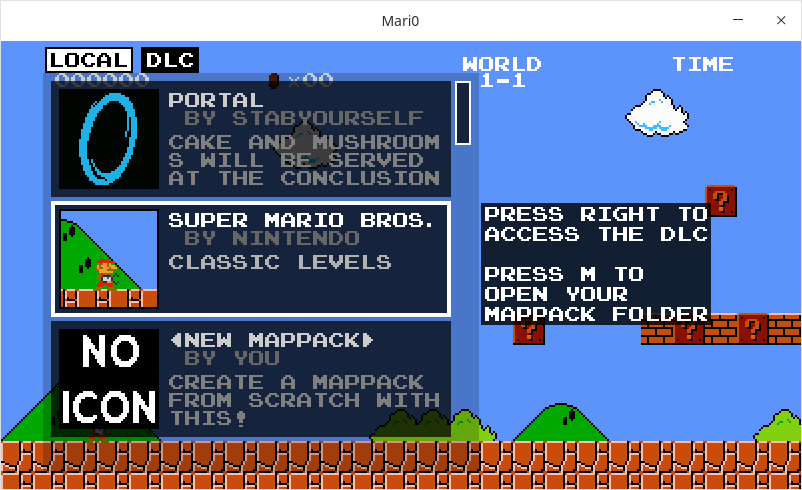 Mari0
LOCAL DLC
WORLD TIME
000000 ×00 1-1
PORTAL
BY STABYOURSELF
CAKE AND MUSHROOM
S WILL BE SERVED
AT THE CONCLUSION
SUPER MARIO BROS.
BY NINTENDO
CLASSIC LEVELS
NO
ICON
NEW MAPPACK
BY YOU
CREATE A MAPPACK
FROM SCRATCH WITH
THIS!
?
PRESS RIGHT TO
ACCESS THE DLC
PRESS M TO
OPEN YOUR
MAPPACK FOLDER
? ? ?